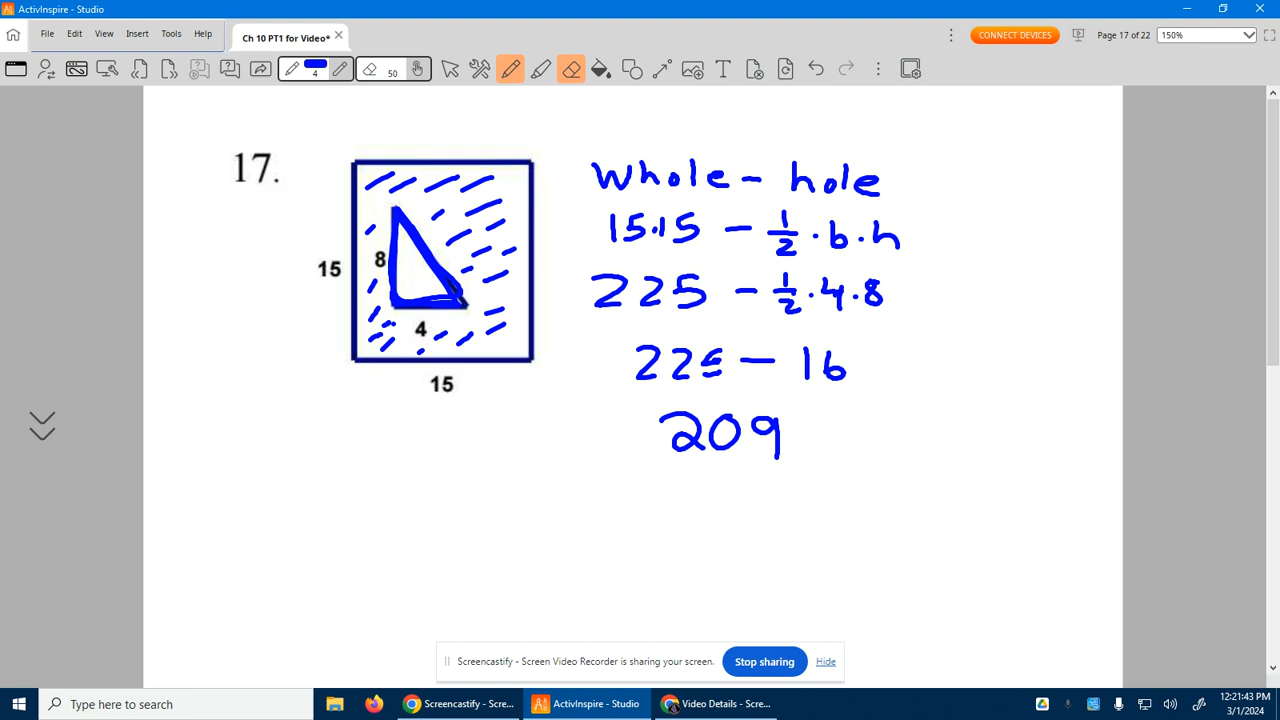 ActivInspire - Studio
File Edit View Insert Tools Help
Ch 10 PT1 for Video*
CONNECT DEVICES
Page 17 of 22
150%
4
50
17.
15
8
4
15
Whole - hole
15.15 - 1/2 · b · h
225 - 1/2 · 4 · 8
225 - 16
209
Screencastify - Screen Video Recorder is sharing your screen.
Stop sharing
Hide
Type here to search
Screencastify - Scree...
ActivInspire - Studio
Video Details - Scre...
12:21:43 PM
3/1/2024